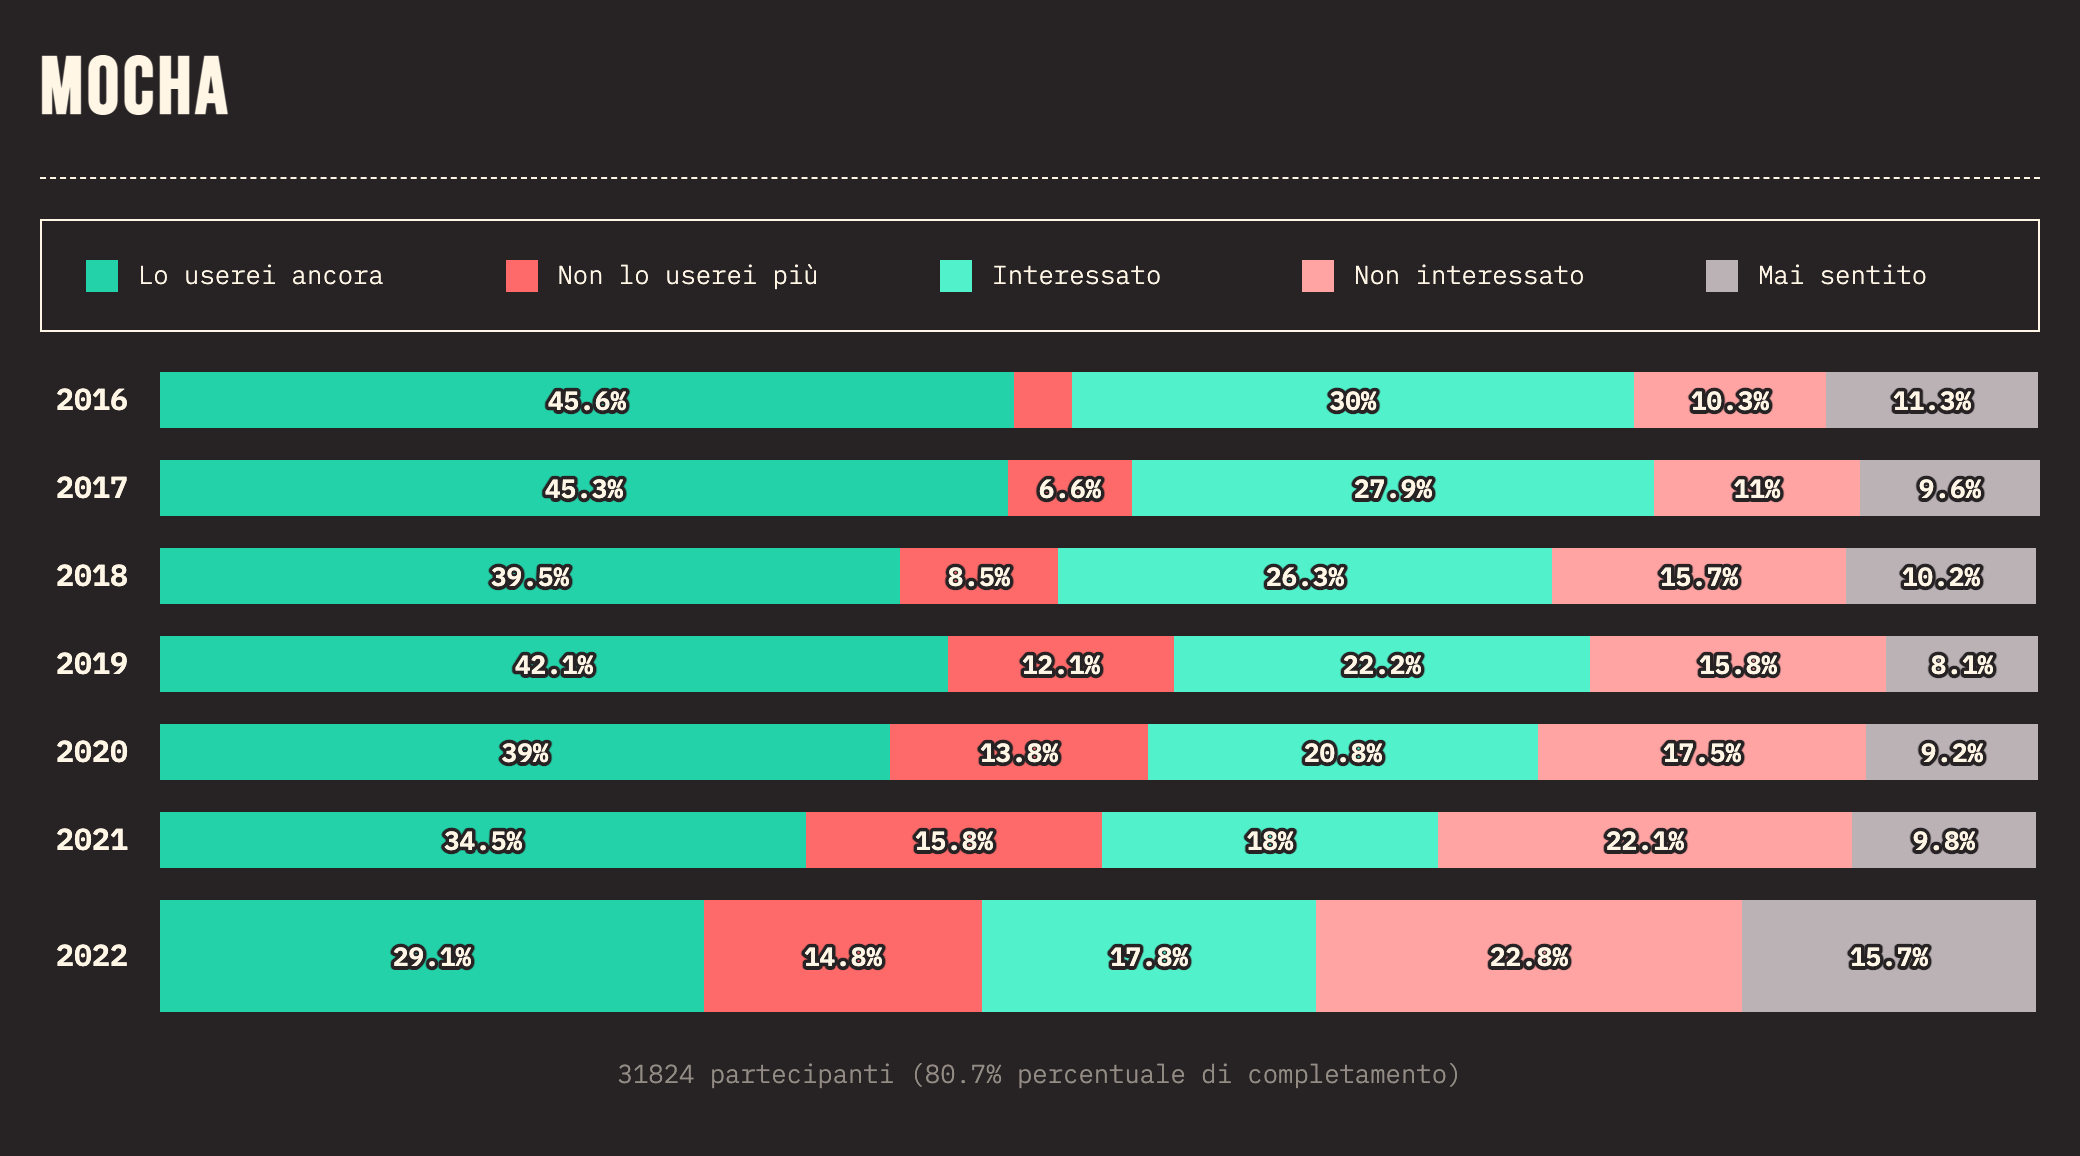 MOCHA
Lo userei ancora Non lo userei più Interessato Non interessato Mai sentito
2016 45.6% 30% 10.3% 11.3%
2017 45.3% 6.6% 27.9% 11% 9.6%
2018 39.5% 8.5% 26.3% 15.7% 10.2%
2019 42.1% 12.1% 22.2% 15.8% 8.1%
2020 39% 13.8% 20.8% 17.5% 9.2%
2021 34.5% 15.8% 18% 22.1% 9.8%
2022 29.1% 14.8% 17.8% 22.8% 15.7%
31824 partecipanti (80.7% percentuale di completamento)